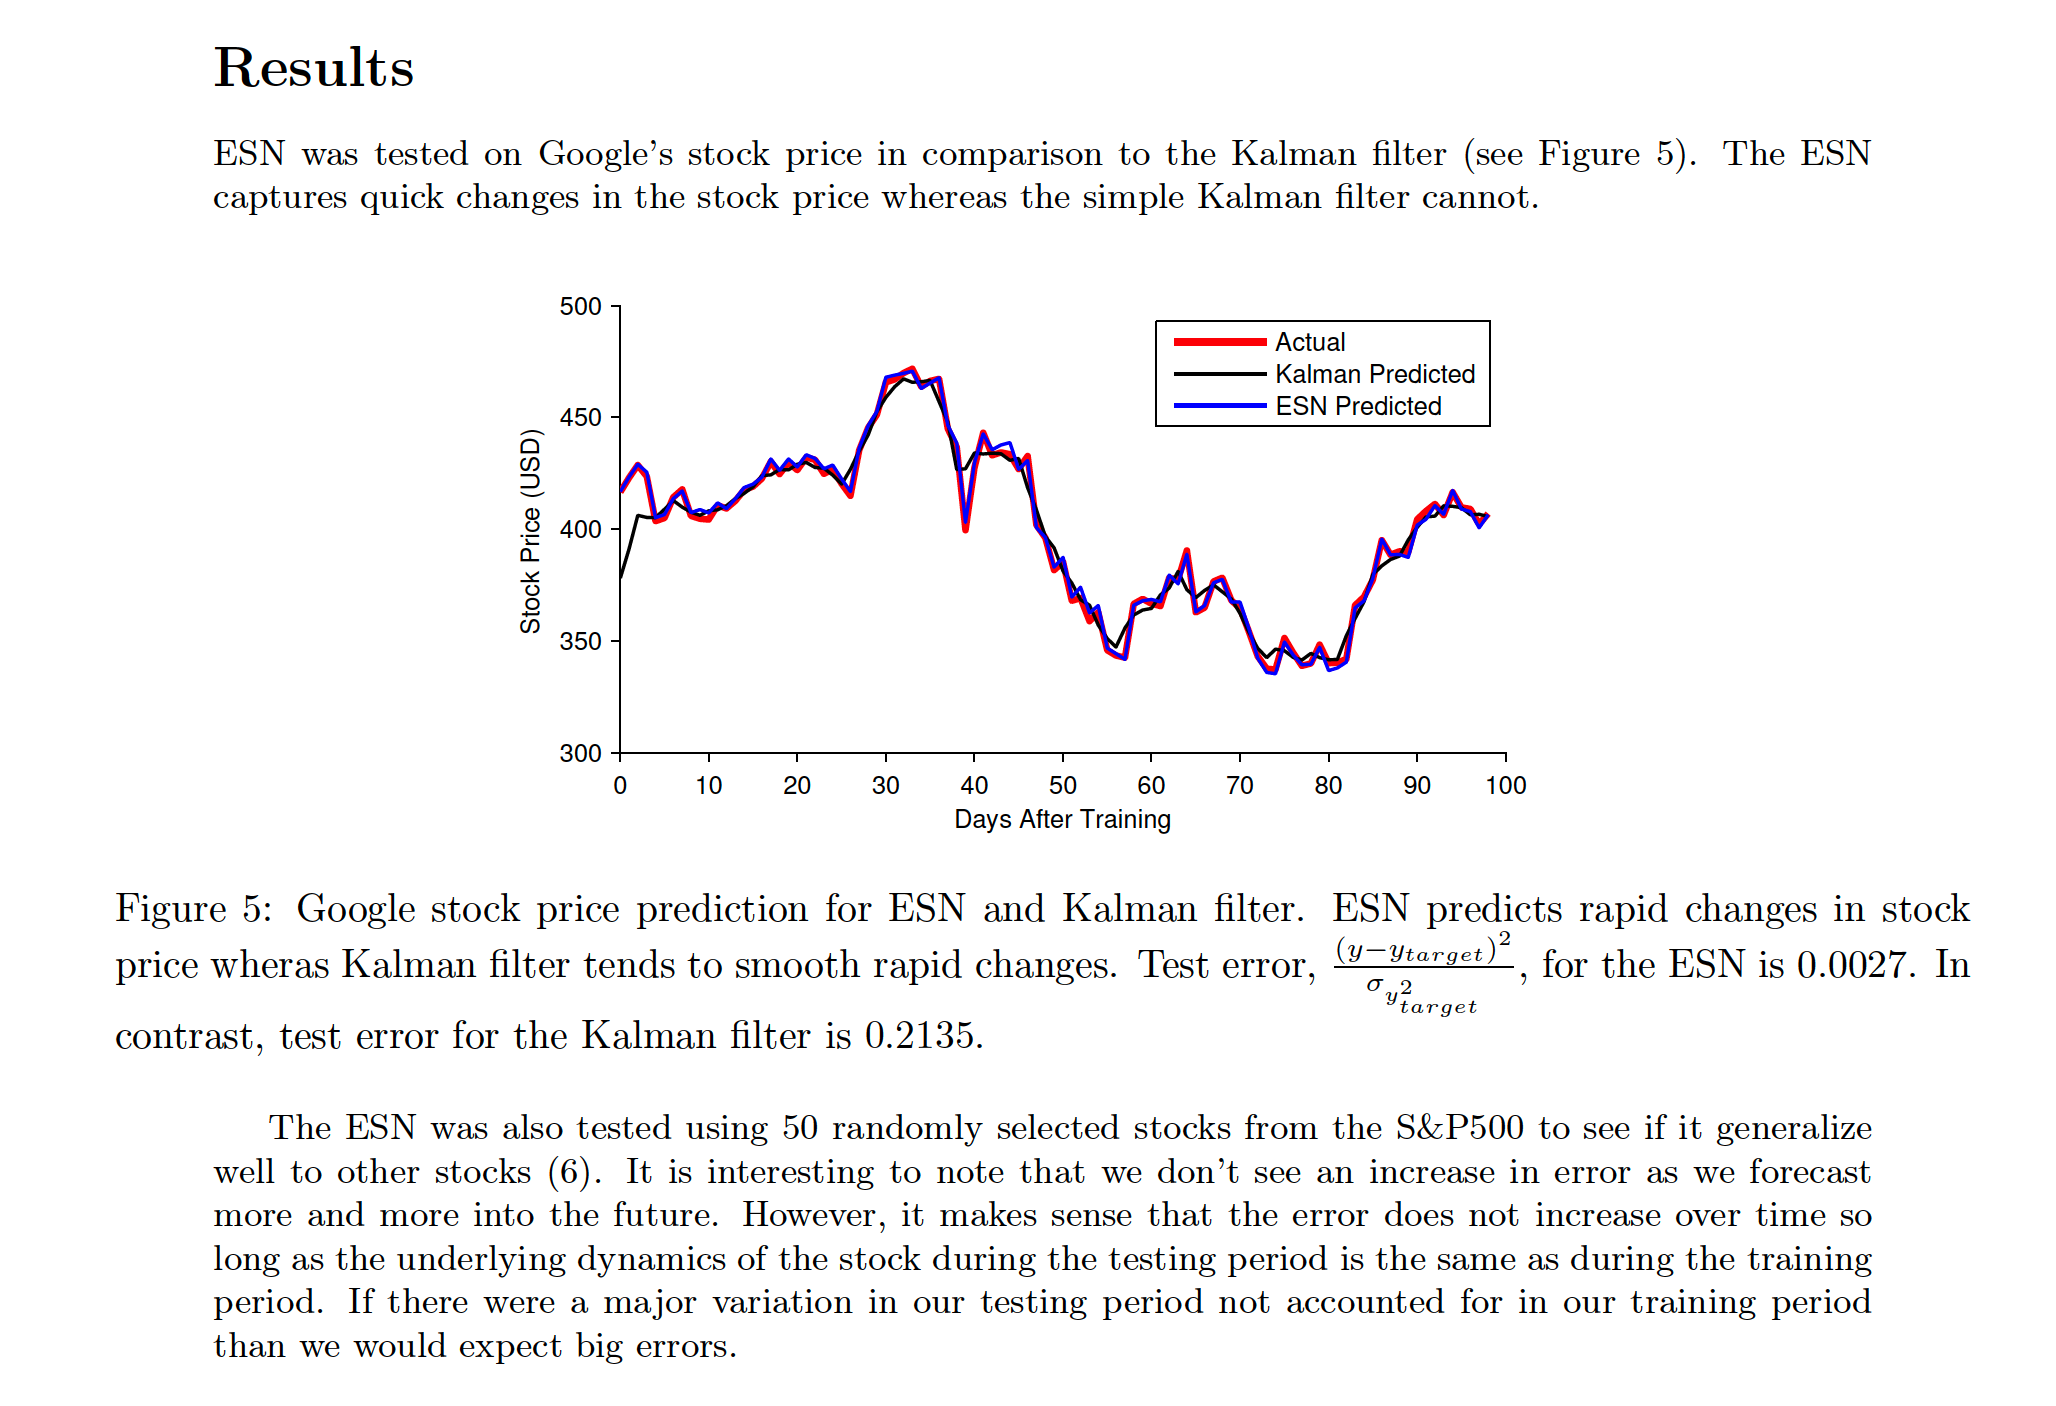 Results
ESN was tested on Google's stock price in comparison to the Kalman filter (see Figure 5). The ESN
captures quick changes in the stock price whereas the simple Kalman filter cannot.
500
450
400
350
300
Stock Price (USD)
Actual
Kalman Predicted
ESN Predicted
0 10 20 30 40 50 60 70 80 90 100
Days After Training
Figure 5: Google stock price prediction for ESN and Kalman filter. ESN predicts rapid changes in stock
price wheras Kalman filter tends to smooth rapid changes. Test error, \frac{(y-y_{target})^2}{\sigma_{y_{target}^2}}, for the ESN is 0.0027. In
contrast, test error for the Kalman filter is 0.2135.
The ESN was also tested using 50 randomly selected stocks from the S&P500 to see if it generalize
well to other stocks (6). It is interesting to note that we don't see an increase in error as we forecast
more and more into the future. However, it makes sense that the error does not increase over time so
long as the underlying dynamics of the stock during the testing period is the same as during the training
period. If there were a major variation in our testing period not accounted for in our training period
than we would expect big errors.